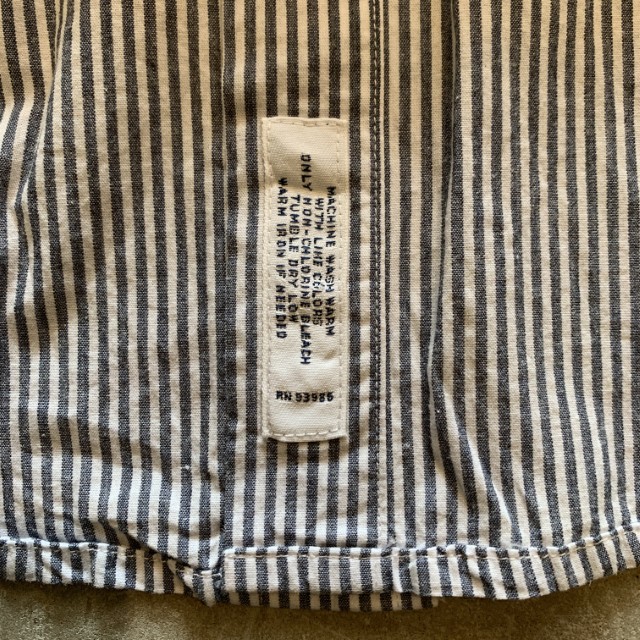 MACHINE WASH WARM
WITH LIKE COLORS
ONLY NON-CHLORINE BLEACH
TUMBLE DRY LOW
WARM IRON IF NEEDED
RN 93986